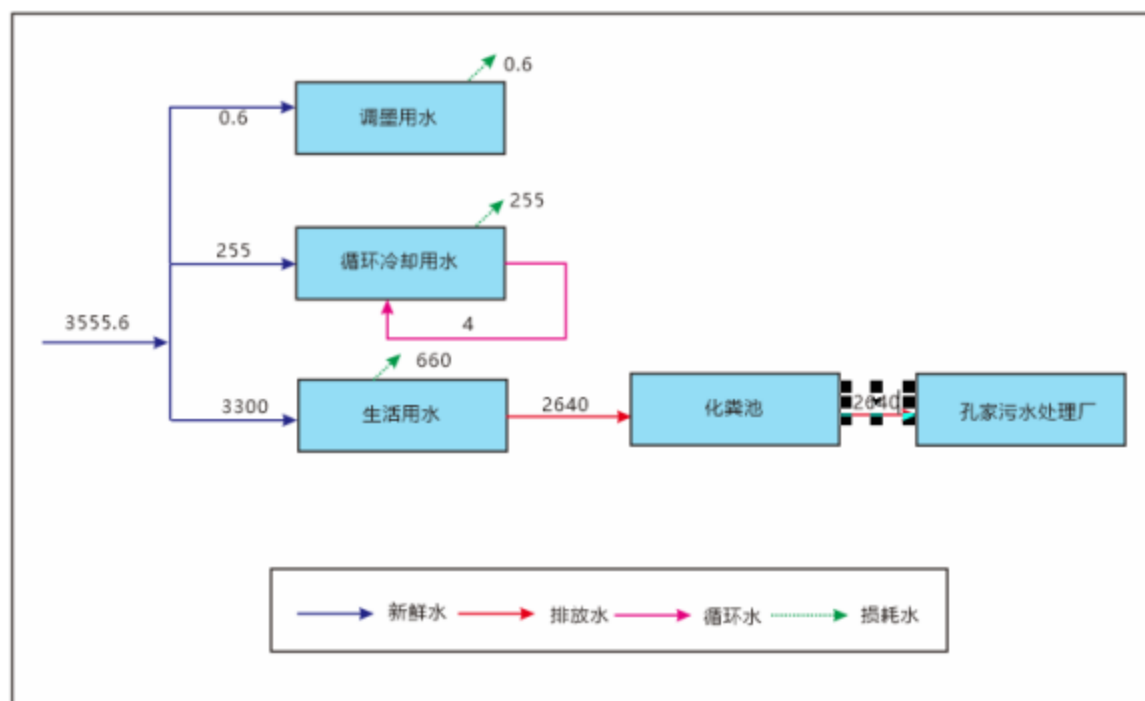 0.6
调墨用水
0.6
255
循环冷却用水
255
4
3555.6
660
3300
生活用水
2640
化粪池
2640
孔家污水处理厂
新鲜水
排放水
循环水
损耗水